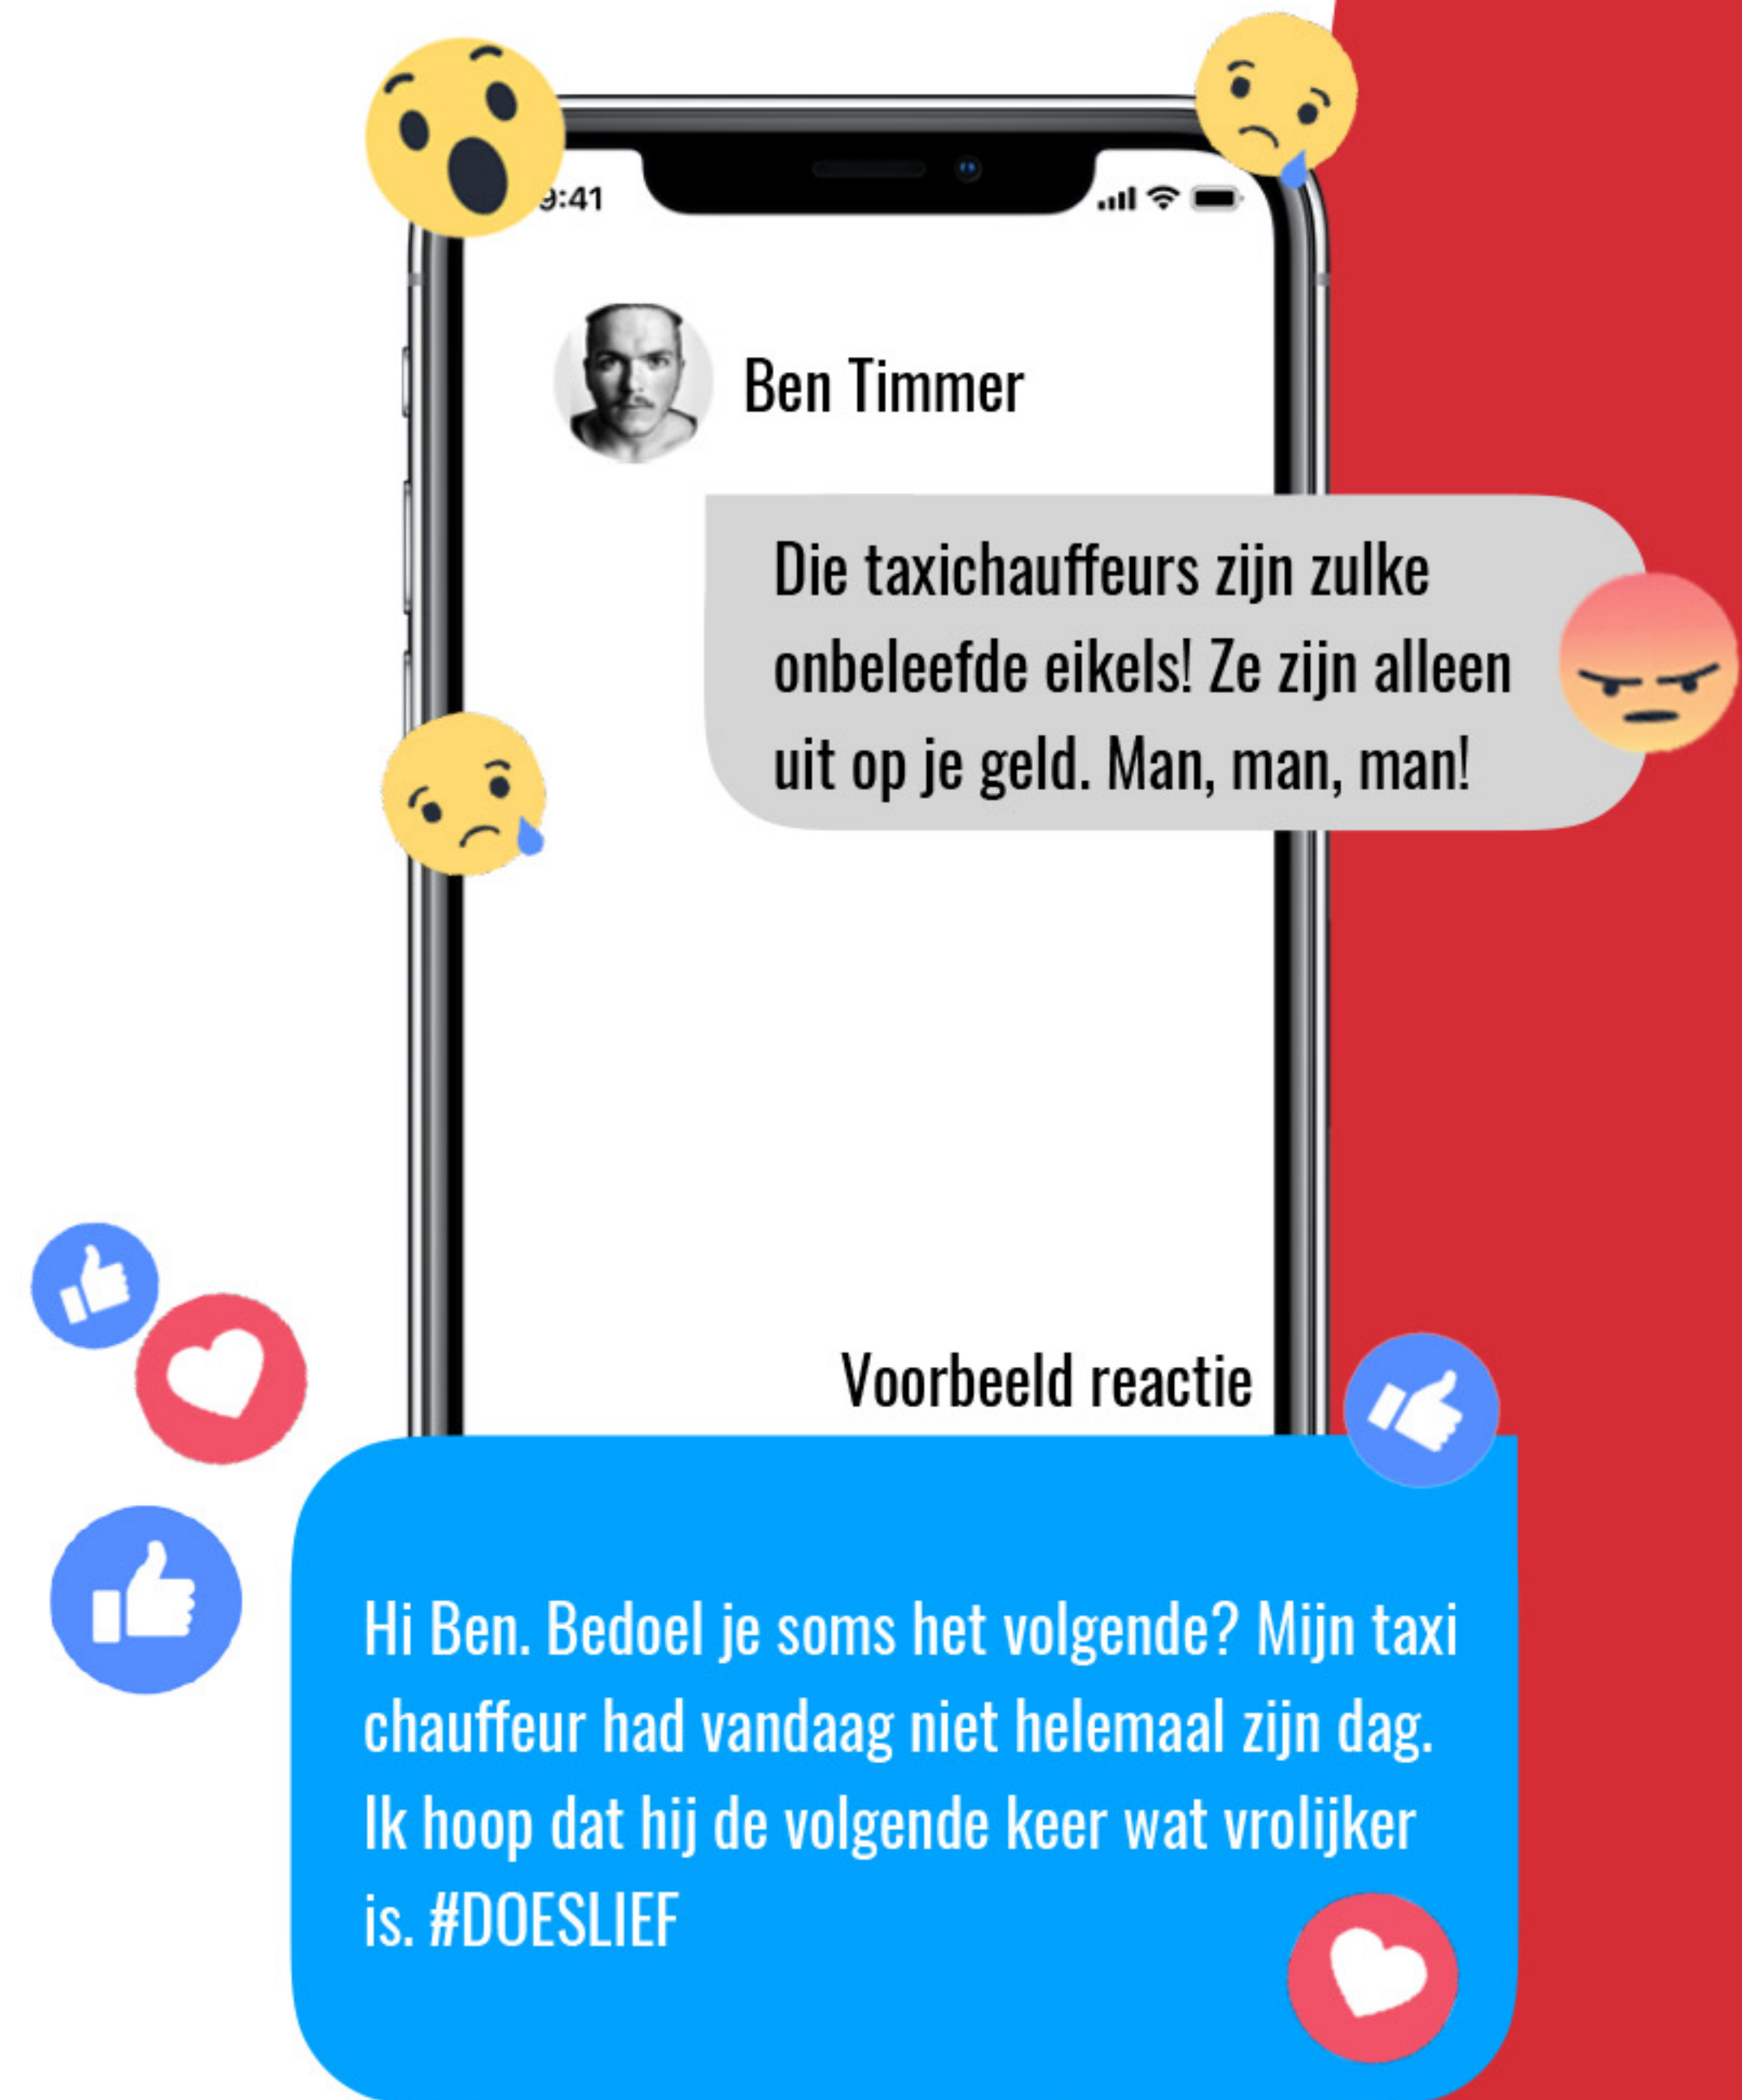 9:41
Ben Timmer
Die taxichauffeurs zijn zulke
onbeleefde eikels! Ze zijn alleen
uit op je geld. Man, man, man!
Voorbeeld reactie
Hi Ben. Bedoel je soms het volgende? Mijn taxi
chauffeur had vandaag niet helemaal zijn dag.
Ik hoop dat hij de volgende keer wat vrolijker
is. #DOESLIEF